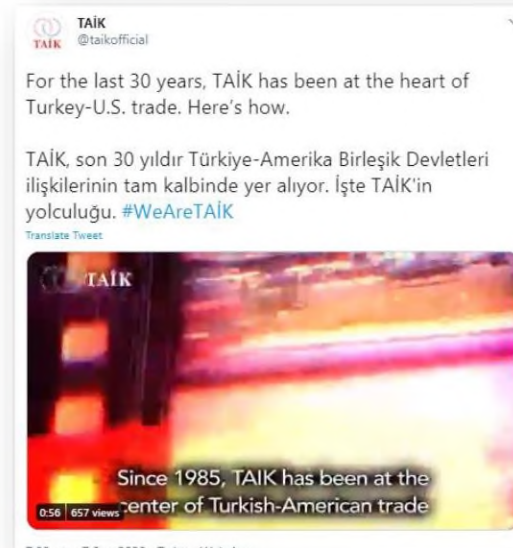 TAİK
@taikofficial
TAİK
For the last 30 years, TAİK has been at the heart of
Turkey-U.S. trade. Here's how.
TAİK, son 30 yıldır Türkiye-Amerika Birleşik Devletleri
ilişkilerinin tam kalbinde yer alıyor. İşte TAİK'in
yolculuğu. #WeAreTAİK
Translate Tweet
TAİK
Since 1985, TAIK has been at the
center of Turkish-American trade
0:56 657 views